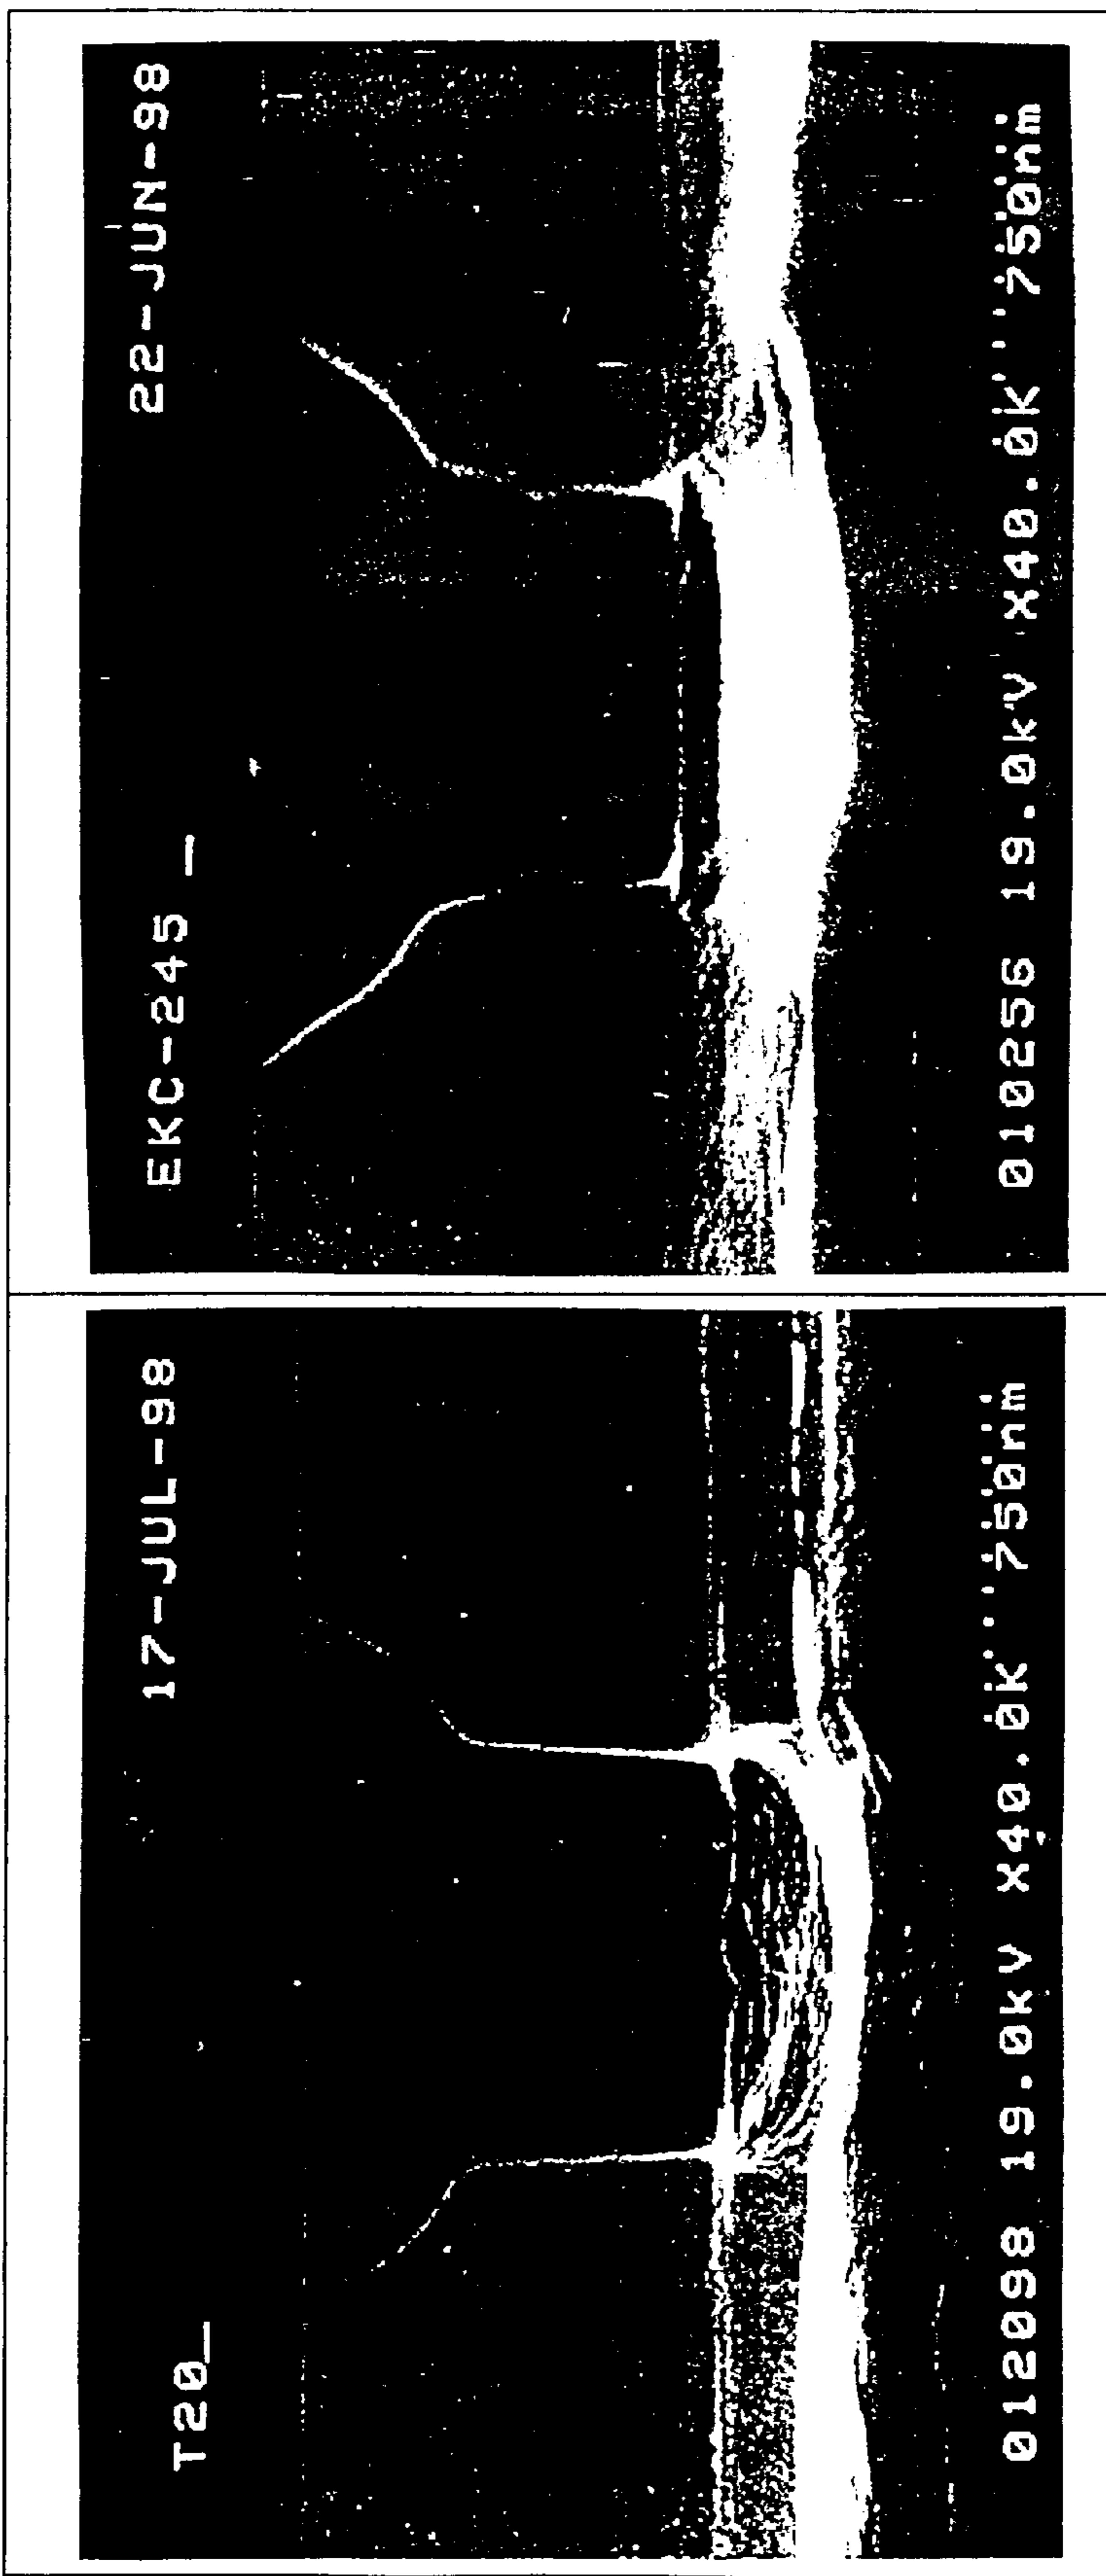 T20_ 17-JUL-98
012098 19.0kV X40.0K 750nm
EKC-245 _ 22-JUN-98
010256 19.0kV X40.0K 750nm